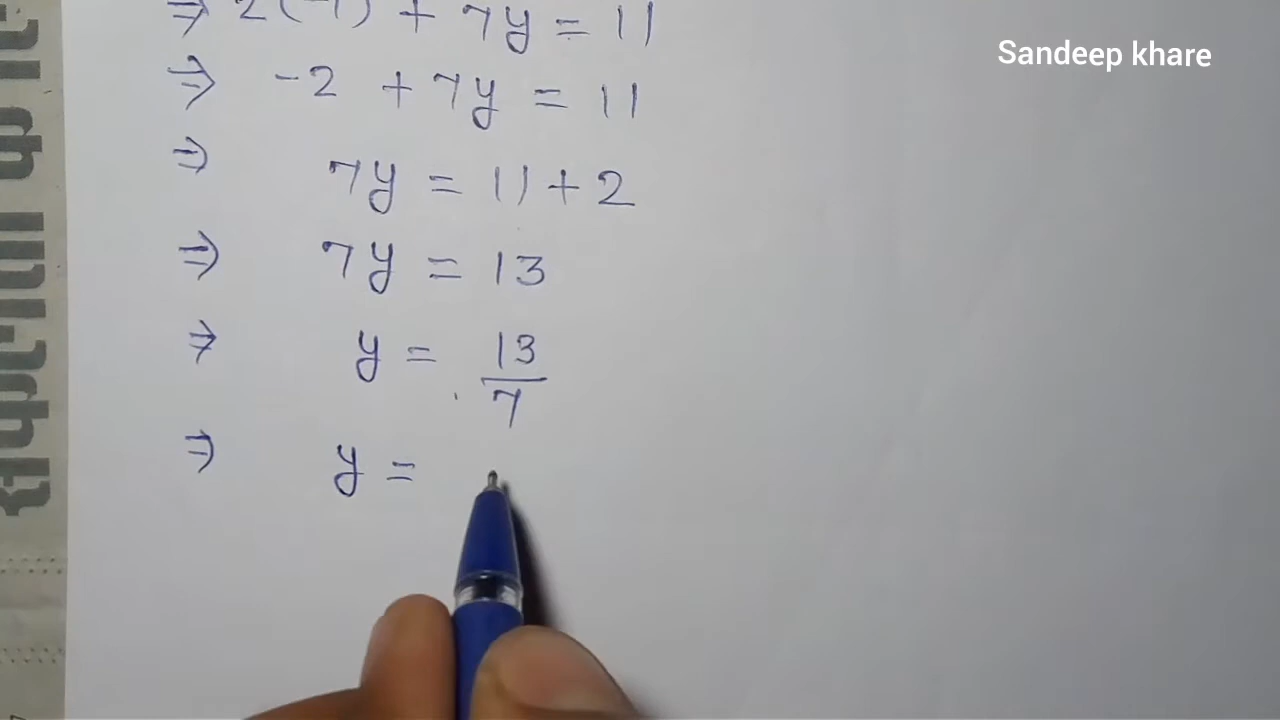 ⇒ 2(-1) + 7y = 11
⇒ -2 + 7y = 11
⇒ 7y = 11 + 2
⇒ 7y = 13
⇒ y = 13/7
⇒ y =
Sandeep khare